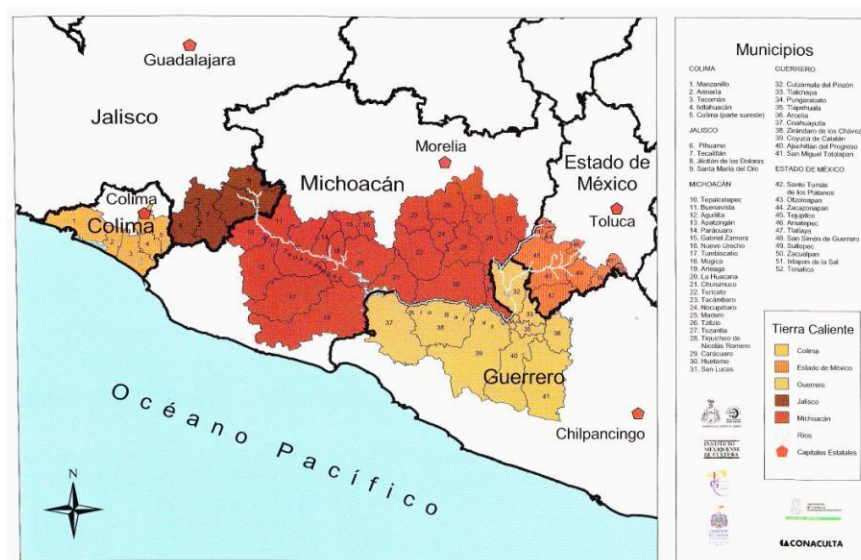 Guadalajara
Jalisco
Colima
Colima
Michoacán
Morelia
Estado de
México
Toluca
Río Balsas
Guerrero
Chilpancingo
Océano Pacífico
N
Municipios
COLIMA
1. Manzanillo
2. Armería
3. Tecomán
4. Ixtlahuacán
5. Colima (parte sureste)
JALISCO
6. Pihuamo
7. Tecalitlán
8. Jilotlán de los Dolores
9. Santa María del Oro
MICHOACÁN
10. Tepalcatepec
11. Buenavista
12. Aguililla
13. Apatzingán
14. Parácuaro
15. Gabriel Zamora
16. Nuevo Urecho
17. Tumbiscatío
18. Múgica
19. Arteaga
20. La Huacana
21. Churumuco
22. Turicato
23. Tacámbaro
24. Nocupétaro
25. Madero
26. Tzitzio
27. Tuzantla
28. Tiquicheo de
Nicolás Romero
29. Carácuaro
30. Huetamo
31. San Lucas
GUERRERO
32. Cutzamala del Pinzón
33. Tlalchapa
34. Pungarabato
35. Tlapehuala
36. Arcelia
37. Coahuayutla
38. Zirándaro de los Chávez
39. Coyuca de Catalán
40. Ajuchitlán del Progreso
41. San Miguel Totolapan
ESTADO DE MÉXICO
42. Santo Tomás
de los Plátanos
43. Otzoloapan
44. Zacazonapan
45. Tejupilco
46. Amatepec
47. Tlatlaya
48. San Simón de Guerrero
49. Sultepec
50. Zacualpan
51. Ixtapan de la Sal
52. Tonatico
Tierra Caliente
Colima
Estado de México
Guerrero
Jalisco
Michoacán
Ríos
Capitales Estatales
INSTITUTO
MEXIQUENSE
DE CULTURA
CONACULTA